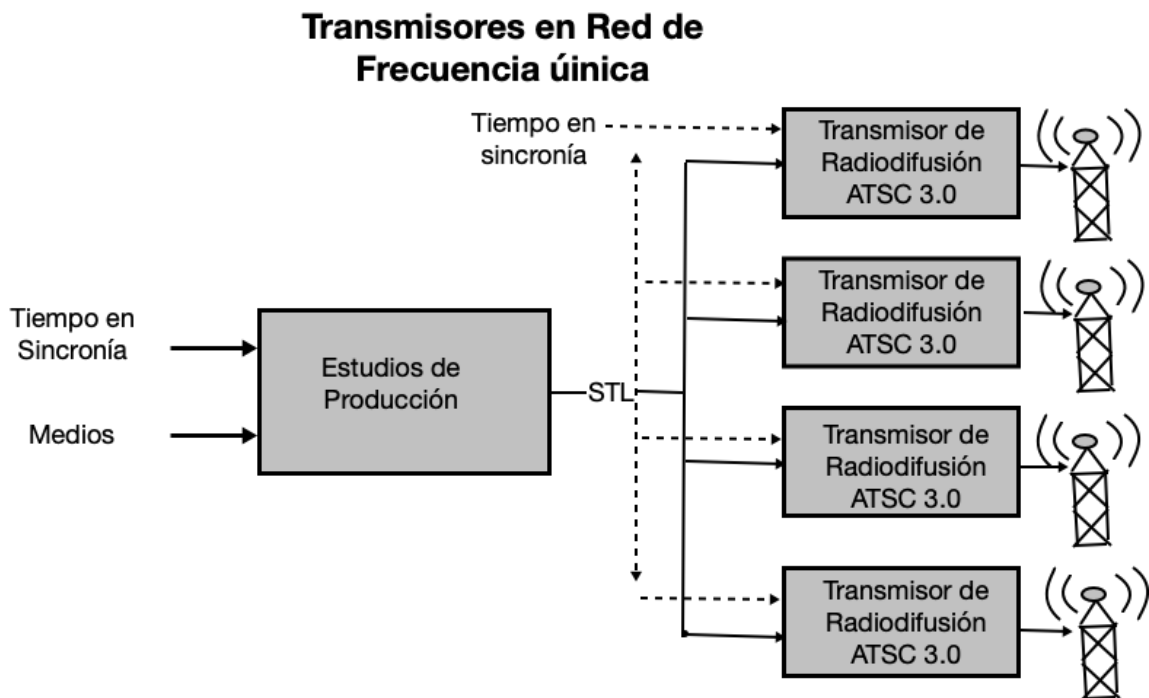 Transmisores en Red de
Frecuencia úinica
Tiempo en
sincronía
Transmisor de
Radiodifusión
ATSC 3.0
Transmisor de
Radiodifusión
ATSC 3.0
Tiempo en
Sincronía
Medios
Estudios de
Producción
STL
Transmisor de
Radiodifusión
ATSC 3.0
Transmisor de
Radiodifusión
ATSC 3.0